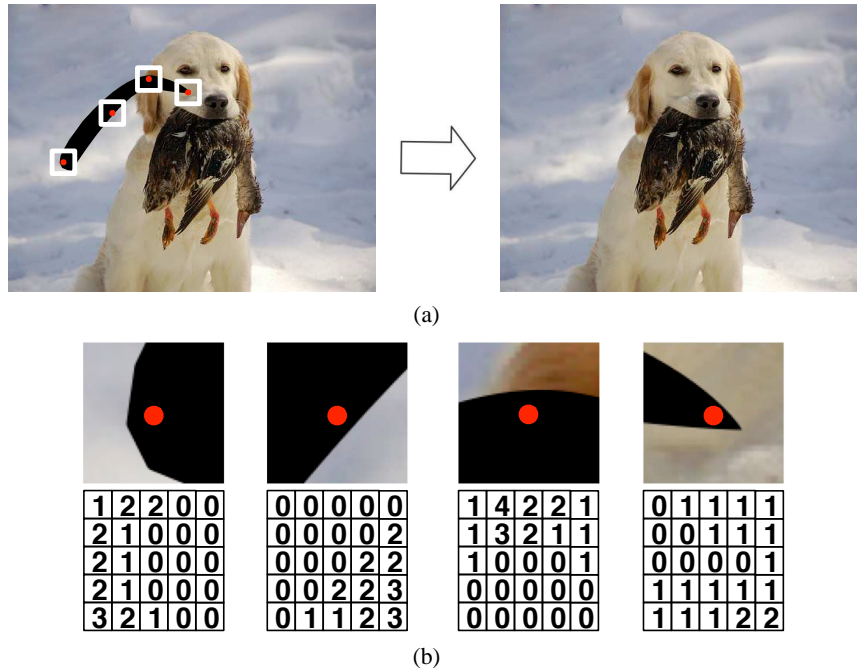 (a)
1 2 2 0 0 0 0 0 0 0 1 4 2 2 1 0 1 1 1 1
2 1 0 0 0 0 0 0 0 2 1 3 2 1 1 0 0 1 1 1
2 1 0 0 0 0 0 0 2 2 1 0 0 0 1 0 0 0 0 1
2 1 0 0 0 0 0 2 2 3 0 0 0 0 0 1 1 1 1 1
3 2 1 0 0 0 1 1 2 3 0 0 0 0 0 1 1 1 2 2
(b)